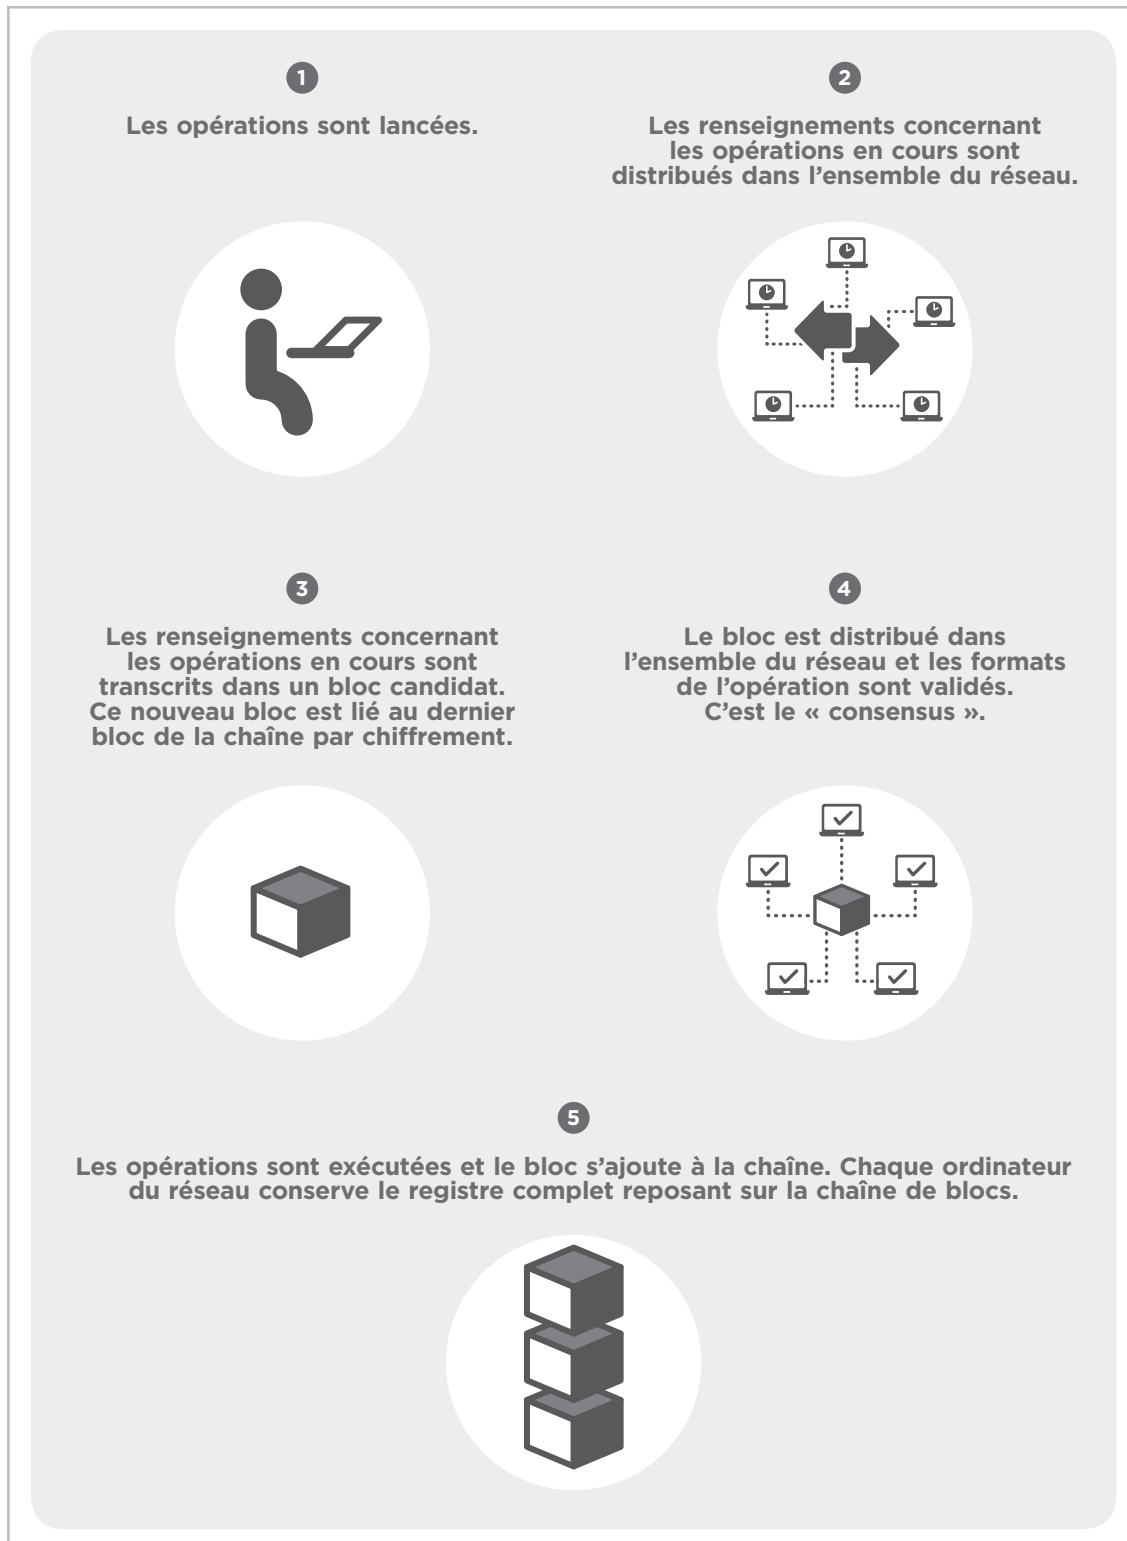 1
Les opérations sont lancées.
2
Les renseignements concernant
les opérations en cours sont
distribués dans l’ensemble du réseau.
3
Les renseignements concernant
les opérations en cours sont
transcrits dans un bloc candidat.
Ce nouveau bloc est lié au dernier
bloc de la chaîne par chiffrement.
4
Le bloc est distribué dans
l’ensemble du réseau et les formats
de l’opération sont validés.
C’est le « consensus ».
5
Les opérations sont exécutées et le bloc s’ajoute à la chaîne. Chaque ordinateur
du réseau conserve le registre complet reposant sur la chaîne de blocs.